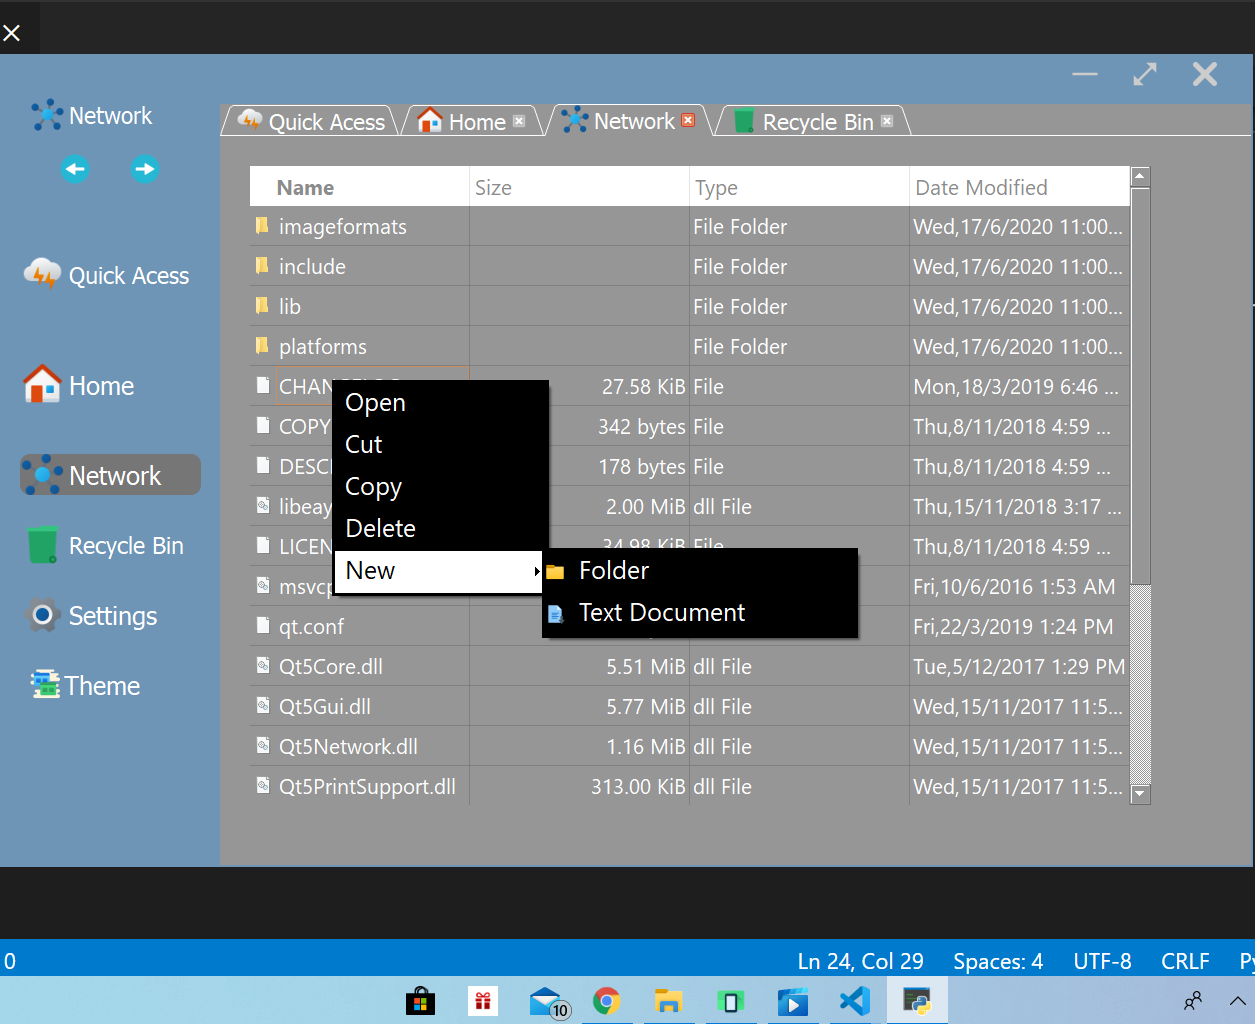 Network
Quick Acess
Home
Network
Recycle Bin
Settings
Theme
Quick Acess Home Network Recycle Bin
Name Size Type Date Modified
imageformats File Folder Wed,17/6/2020 11:00...
include File Folder Wed,17/6/2020 11:00...
lib File Folder Wed,17/6/2020 11:00...
platforms File Folder Wed,17/6/2020 11:00...
27.58 KiB File Mon,18/3/2019 6:46 ...
COPY 342 bytes File Thu,8/11/2018 4:59 ...
DESC 178 bytes File Thu,8/11/2018 4:59 ...
libeay 2.00 MiB dll File Thu,15/11/2018 3:17 ...
LICEN 34.98 KiB File Thu,8/11/2018 4:59 ...
msvcp Fri,10/6/2016 1:53 AM
qt.conf Fri,22/3/2019 1:24 PM
Qt5Core.dll 5.51 MiB dll File Tue,5/12/2017 1:29 PM
Qt5Gui.dll 5.77 MiB dll File Wed,15/11/2017 11:5...
Qt5Network.dll 1.16 MiB dll File Wed,15/11/2017 11:5...
Qt5PrintSupport.dll 313.00 KiB dll File Wed,15/11/2017 11:5...
Open
Cut
Copy
Delete
New
Folder
Text Document
0 Ln 24, Col 29 Spaces: 4 UTF-8 CRLF Py
10